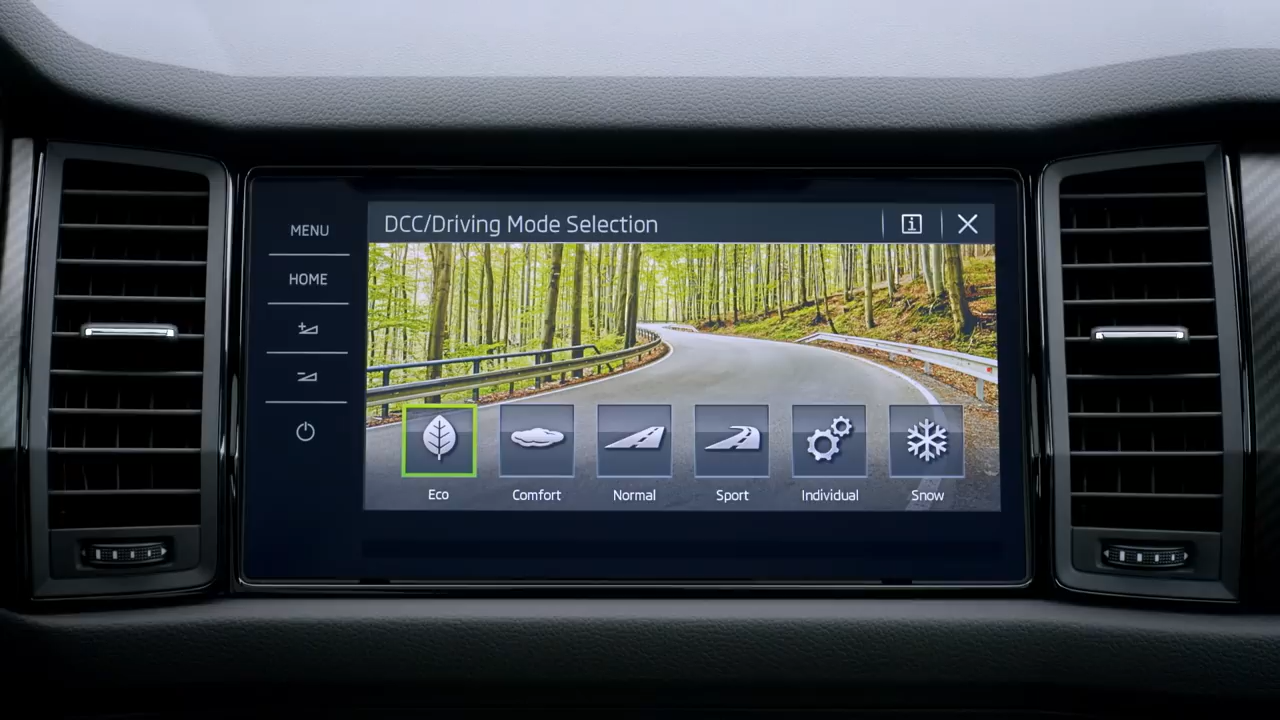 DCC/Driving Mode Selection
MENU
HOME
Eco
Comfort
Normal
Sport
Individual
Snow